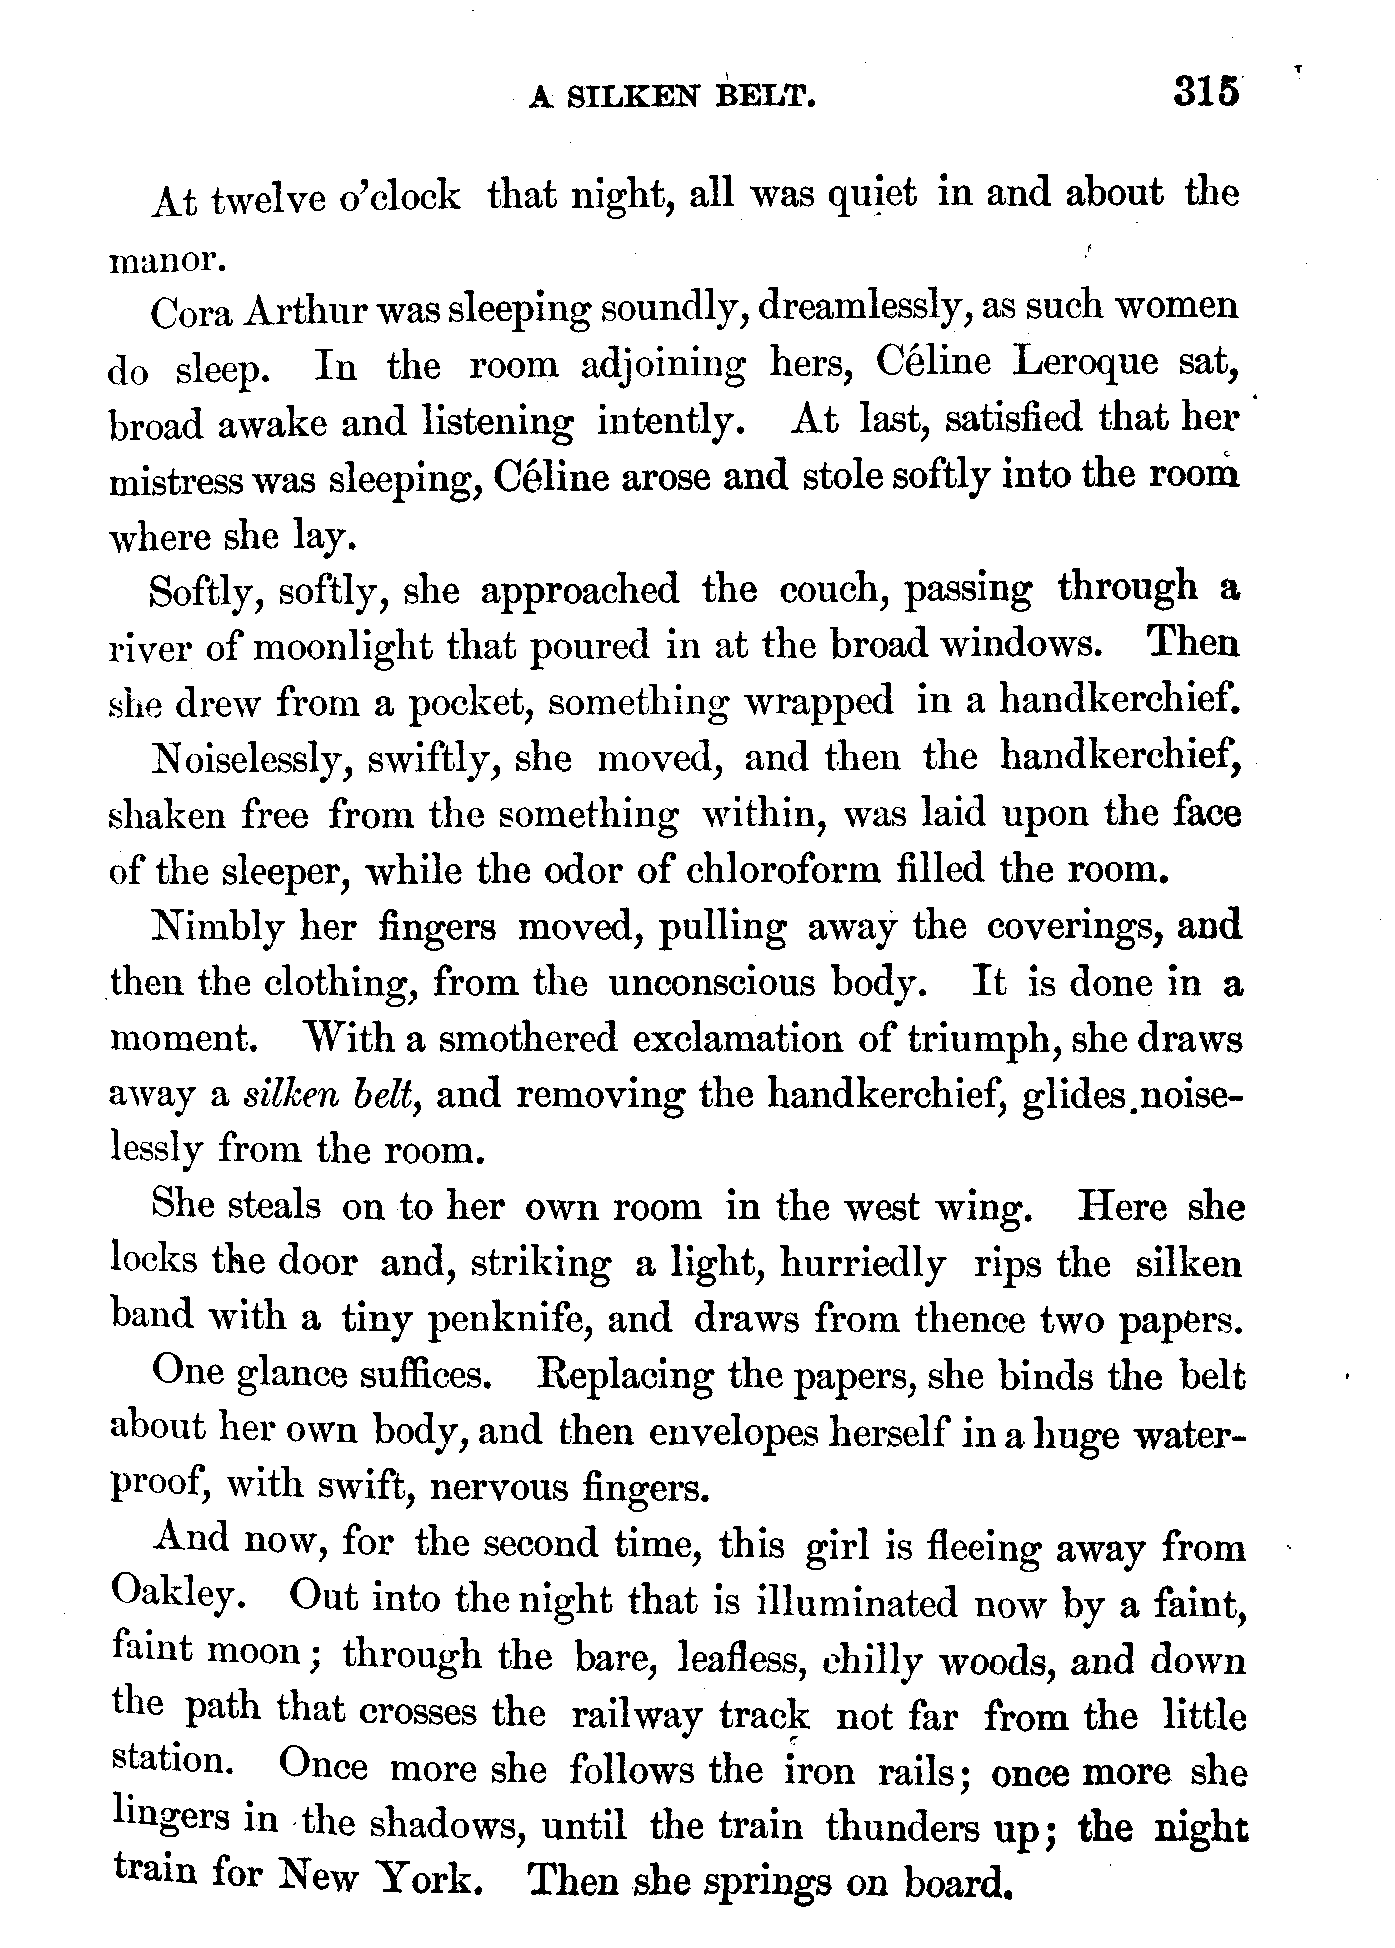 A SILKEN BELT. 315
At twelve o'clock that night, all was quiet in and about the
manor.
Cora Arthur was sleeping soundly, dreamlessly, as such women
do sleep. In the room adjoining hers, Céline Leroque sat,
broad awake and listening intently. At last, satisfied that her
mistress was sleeping, Céline arose and stole softly into the room
where she lay.
Softly, softly, she approached the couch, passing through a
river of moonlight that poured in at the broad windows. Then
she drew from a pocket, something wrapped in a handkerchief.
Noiselessly, swiftly, she moved, and then the handkerchief,
shaken free from the something within, was laid upon the face
of the sleeper, while the odor of chloroform filled the room.
Nimbly her fingers moved, pulling away the coverings, and
then the clothing, from the unconscious body. It is done in a
moment. With a smothered exclamation of triumph, she draws
away a silken belt, and removing the handkerchief, glides noise-
lessly from the room.
She steals on to her own room in the west wing. Here she
locks the door and, striking a light, hurriedly rips the silken
band with a tiny penknife, and draws from thence two papers.
One glance suffices. Replacing the papers, she binds the belt
about her own body, and then envelopes herself in a huge water-
proof, with swift, nervous fingers.
And now, for the second time, this girl is fleeing away from
Oakley. Out into the night that is illuminated now by a faint,
faint moon; through the bare, leafless, chilly woods, and down
the path that crosses the railway track not far from the little
station. Once more she follows the iron rails; once more she
lingers in the shadows, until the train thunders up; the night
train for New York. Then she springs on board.